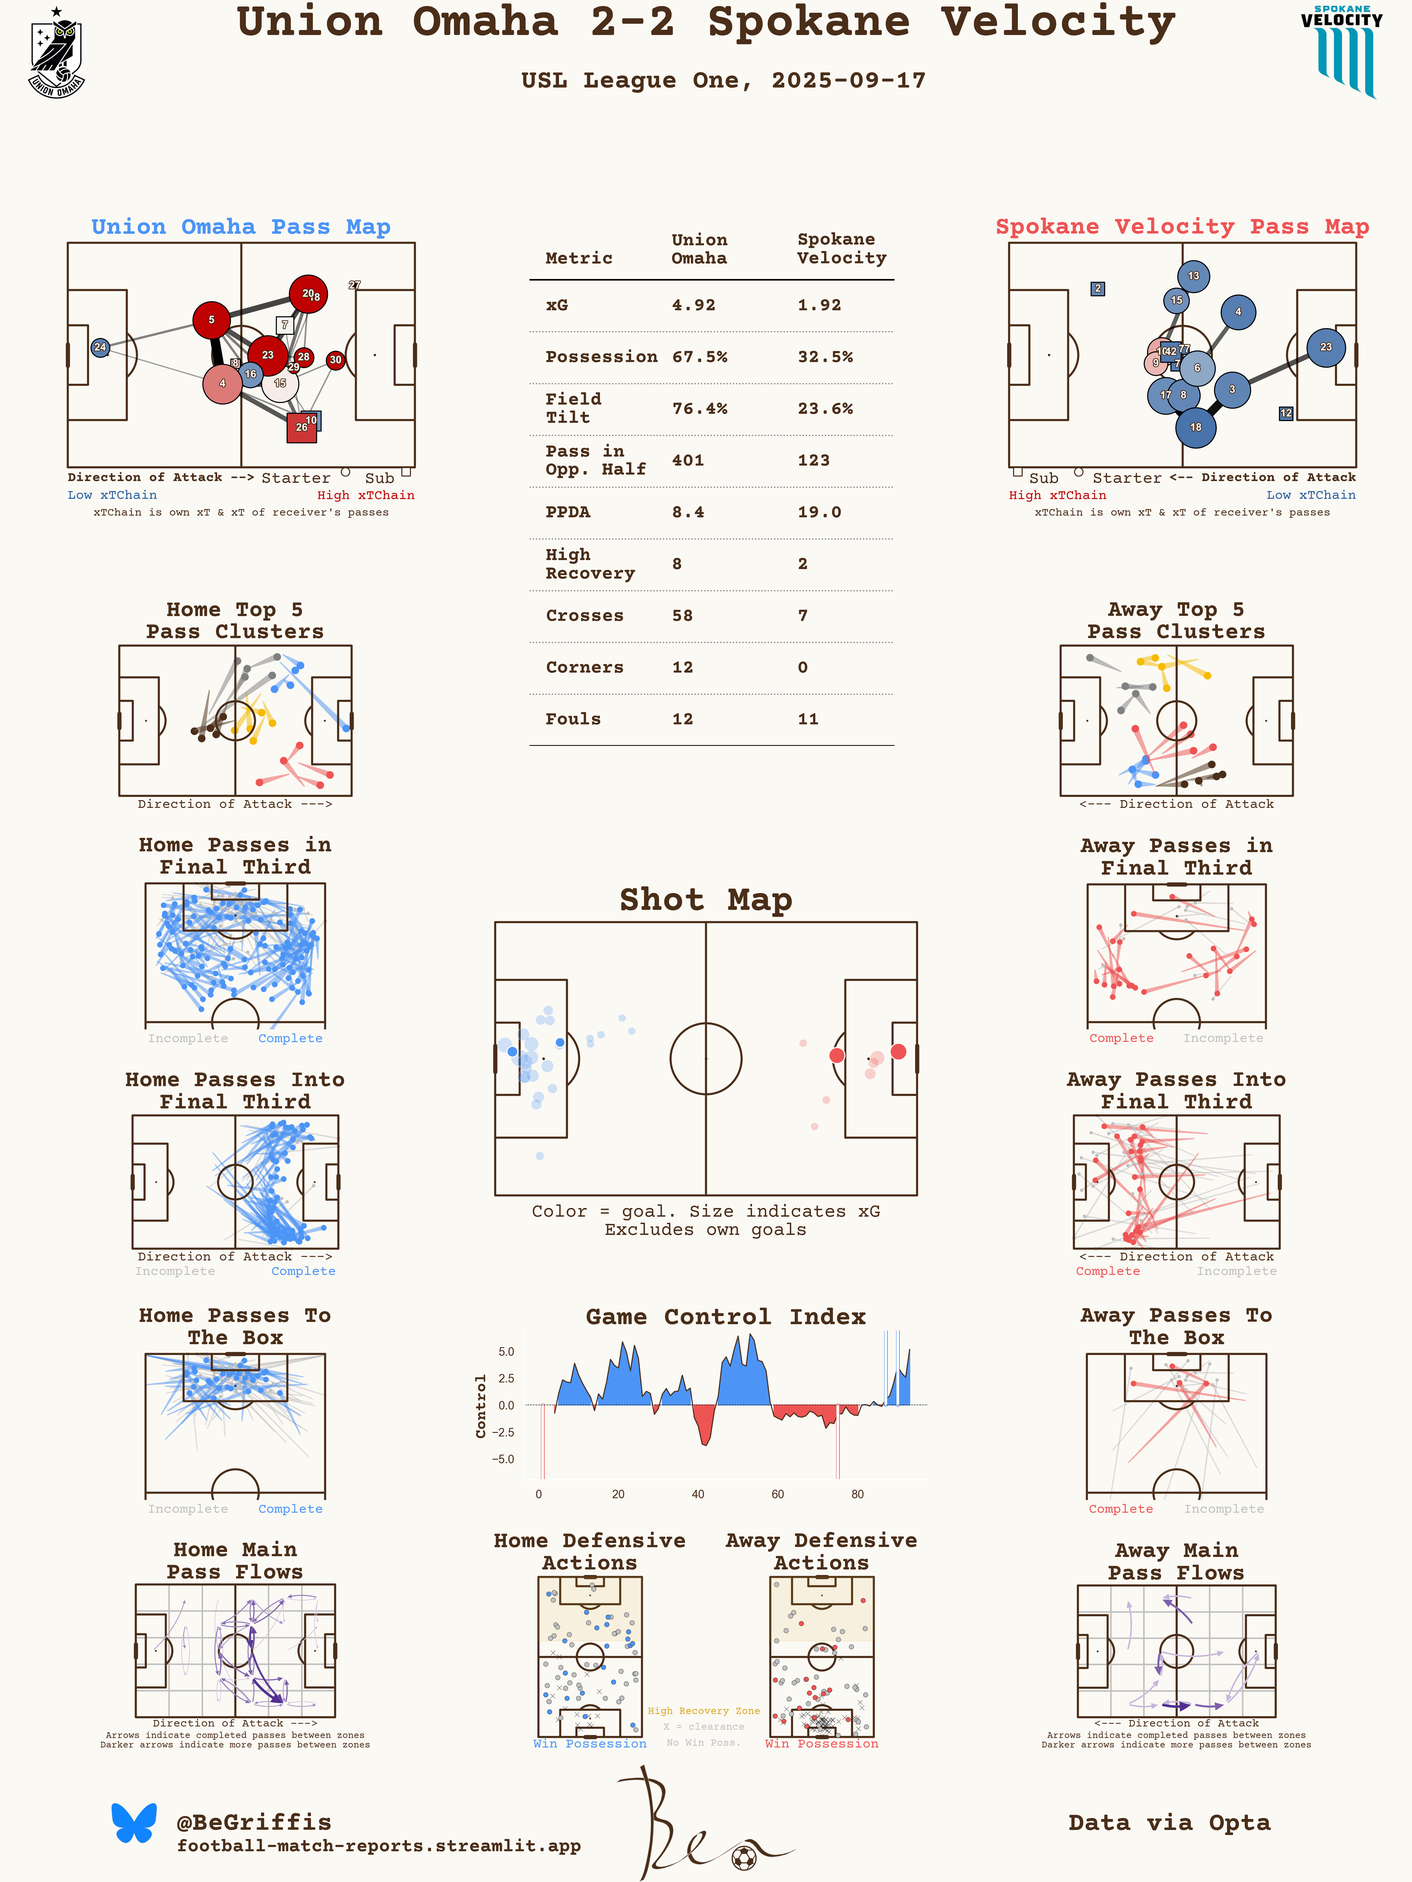 Union Omaha 2-2 Spokane Velocity
USL League One, 2025-09-17
UNION OMAHA
SPOKANE
VELOCITY
Union Omaha Pass Map
24
5
20
18
27
7
23
28
30
29
8
16
15
4
10
26
Direction of Attack --> Starter Sub
Low xTChain High xTChain
xTChain is own xT & xT of receiver's passes
Metric Union Omaha Spokane Velocity
xG 4.92 1.92
Possession 67.5% 32.5%
Field Tilt 76.4% 23.6%
Pass in Opp. Half 401 123
PPDA 8.4 19.0
High Recovery 8 2
Crosses 58 7
Corners 12 0
Fouls 12 11
Spokane Velocity Pass Map
2
13
15
4
23
10
42
77
7
9
6
17
8
3
18
12
Sub Starter <-- Direction of Attack
High xTChain Low xTChain
xTChain is own xT & xT of receiver's passes
Home Top 5
Pass Clusters
Direction of Attack --->
Away Top 5
Pass Clusters
<--- Direction of Attack
Home Passes in
Final Third
Incomplete Complete
Away Passes in
Final Third
Complete Incomplete
Shot Map
Color = goal. Size indicates xG
Excludes own goals
Home Passes Into
Final Third
Direction of Attack --->
Incomplete Complete
Away Passes Into
Final Third
<--- Direction of Attack
Complete Incomplete
Home Passes To
The Box
Incomplete Complete
Game Control Index
Control
5.0
2.5
0.0
−2.5
−5.0
0 20 40 60 80
Away Passes To
The Box
Complete Incomplete
Home Main
Pass Flows
Direction of Attack --->
Arrows indicate completed passes between zones
Darker arrows indicate more passes between zones
Home Defensive
Actions
Win Possession
High Recovery Zone
X = clearance
No Win Poss.
Away Defensive
Actions
Win Possession
Away Main
Pass Flows
<--- Direction of Attack
Arrows indicate completed passes between zones
Darker arrows indicate more passes between zones
@BeGriffis
football-match-reports.streamlit.app
Ben
Data via Opta